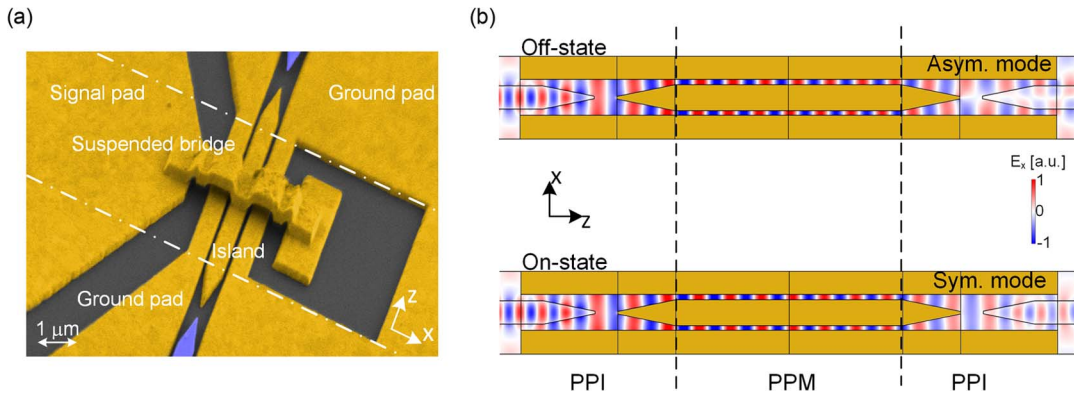 (a)
Signal pad
Ground pad
Suspended bridge
Island
Ground pad
1 μm
z
x
(b)
Off-state
Asym. mode
x
z
E_x [a.u.]
1
0
-1
On-state
Sym. mode
PPI
PPM
PPI